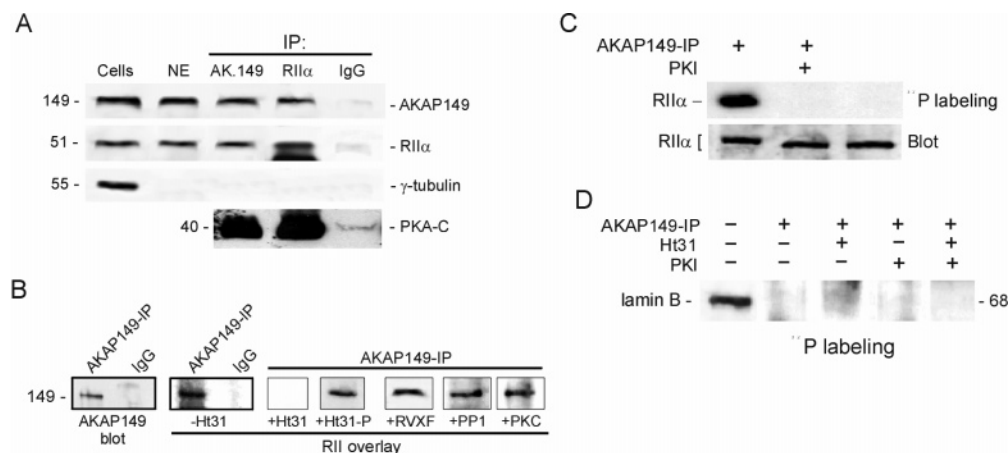 A
IP:
Cells NE AK.149 RIIα IgG
149 - - AKAP149
51 - - RIIα
55 - - γ-tubulin
40 - - PKA-C
B
AKAP149-IP IgG AKAP149-IP IgG AKAP149-IP
149 -
AKAP149 blot
-Ht31 +Ht31 +Ht31-P +RVXF +PP1 +PKC
RII overlay
C
AKAP149-IP + +
PKI +
RIIα – P labeling
RIIα [ Blot
D
AKAP149-IP – + + + +
Ht31 – – + – +
PKI – – – + +
lamin B - - 68
P labeling